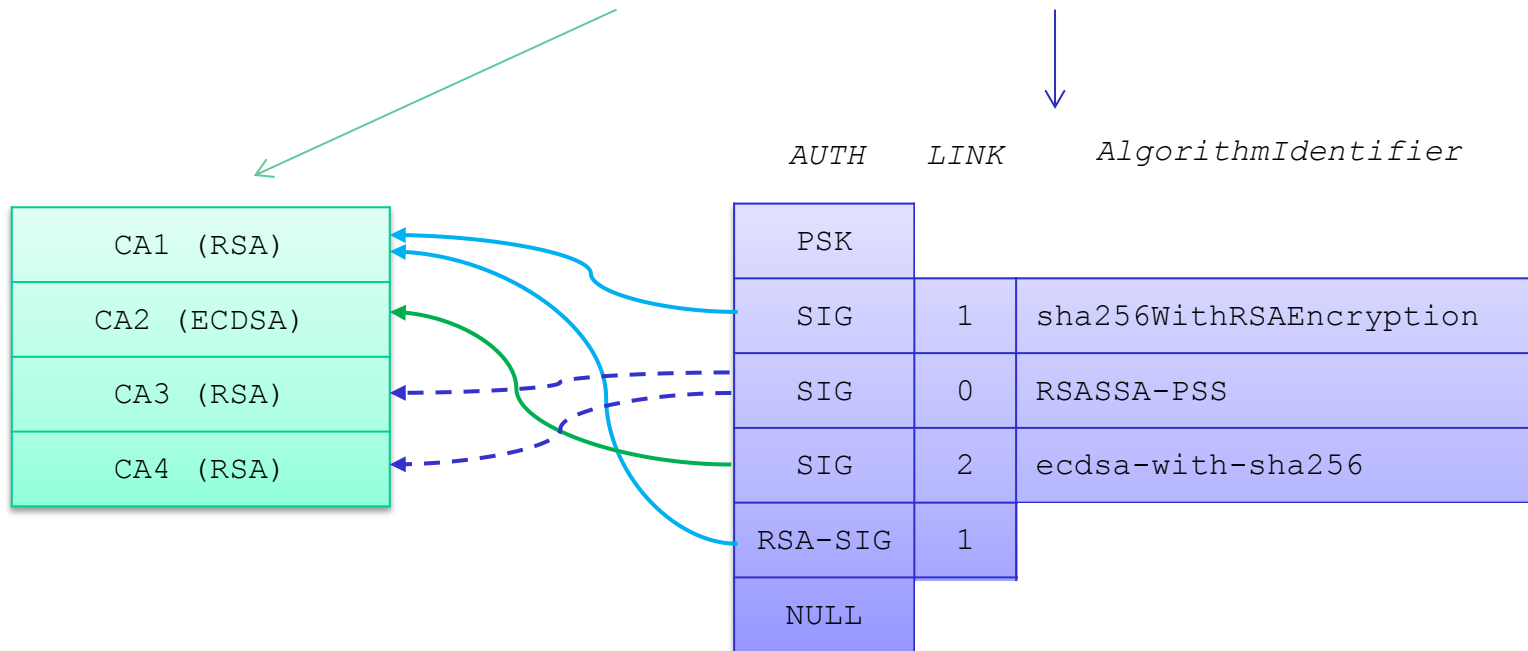 AUTH LINK AlgorithmIdentifier
CA1 (RSA)
CA2 (ECDSA)
CA3 (RSA)
CA4 (RSA)
PSK
SIG 1 sha256WithRSAEncryption
SIG 0 RSASSA-PSS
SIG 2 ecdsa-with-sha256
RSA-SIG 1
NULL